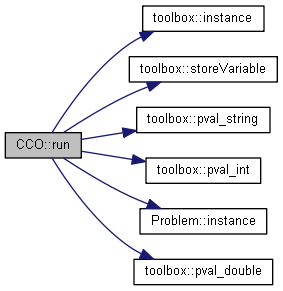 toolbox::instance
toolbox::storeVariable
toolbox::pval_string
CCO::run
toolbox::pval_int
Problem::instance
toolbox::pval_double